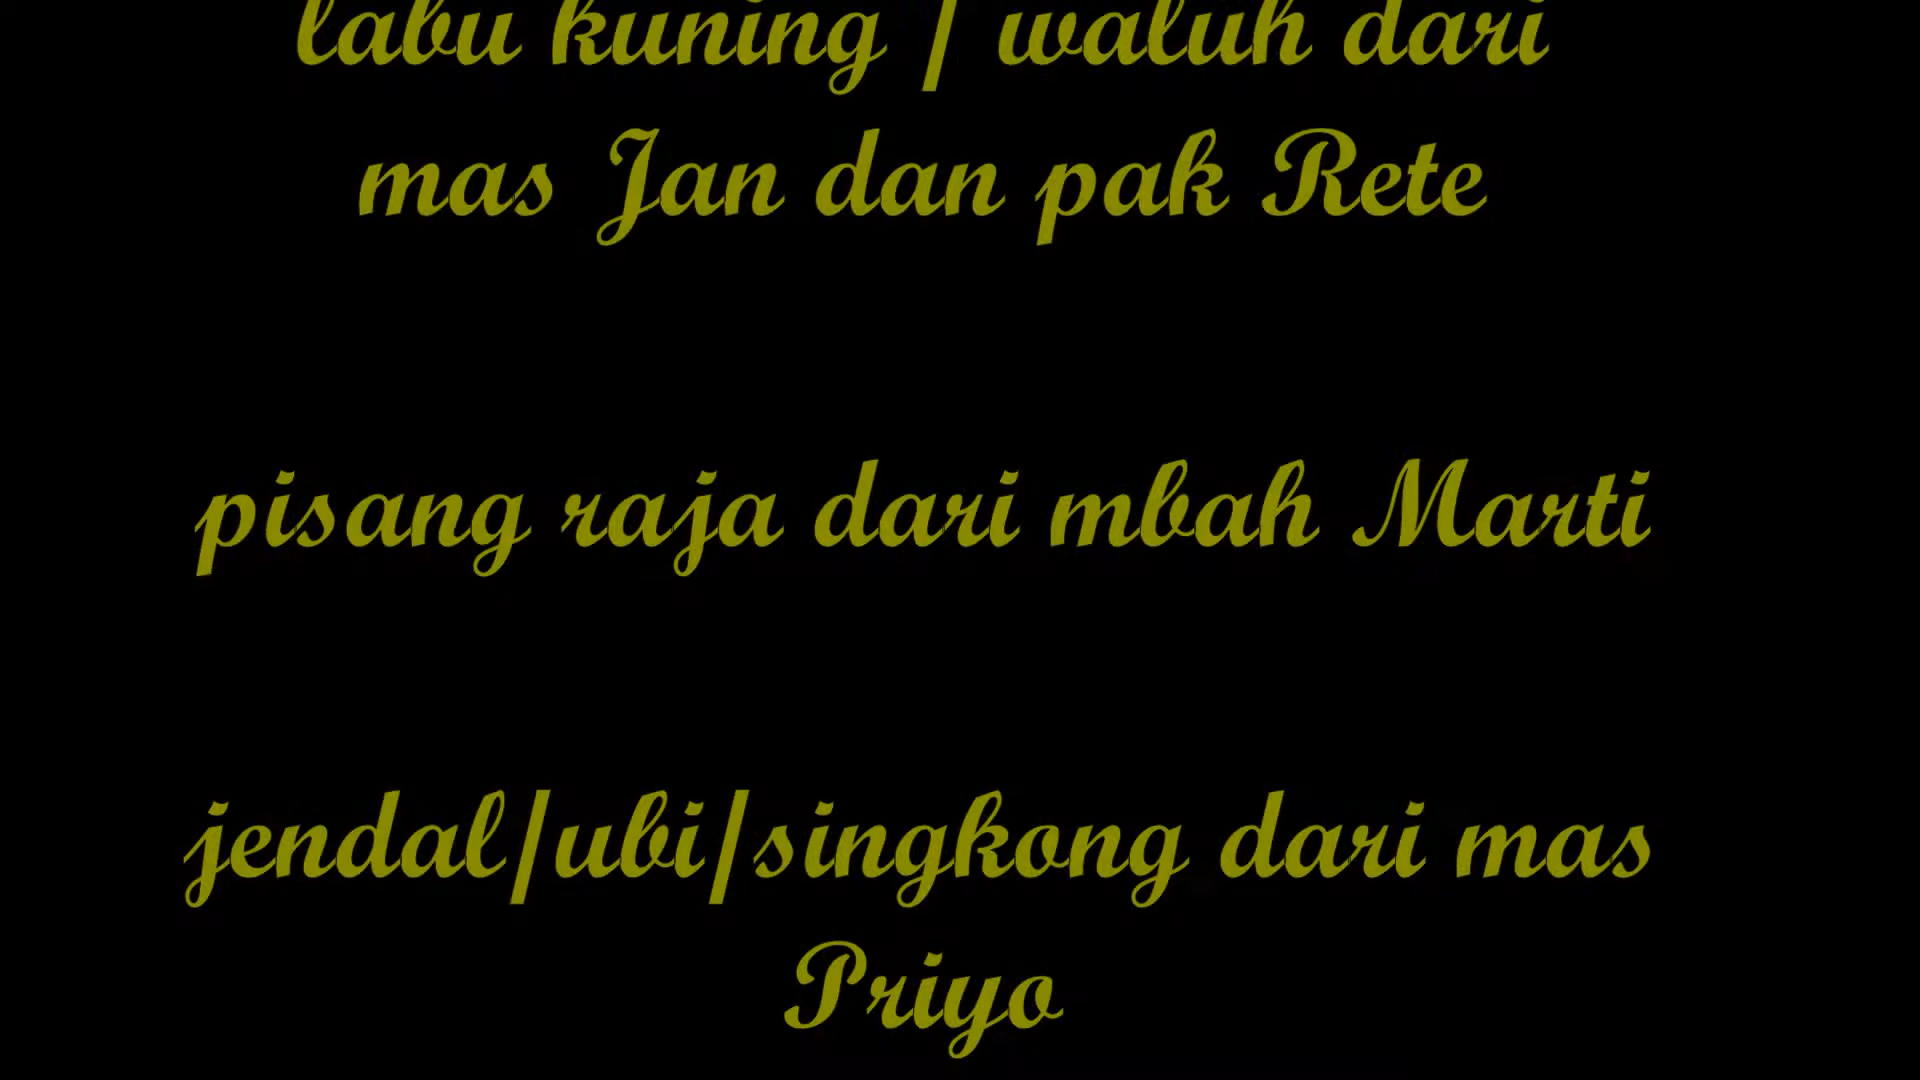 labu kuning / waluh dari
mas Jan dan pak Rete
pisang raja dari mbah Marti
jendal/ubi/singkong dari mas
Priyo